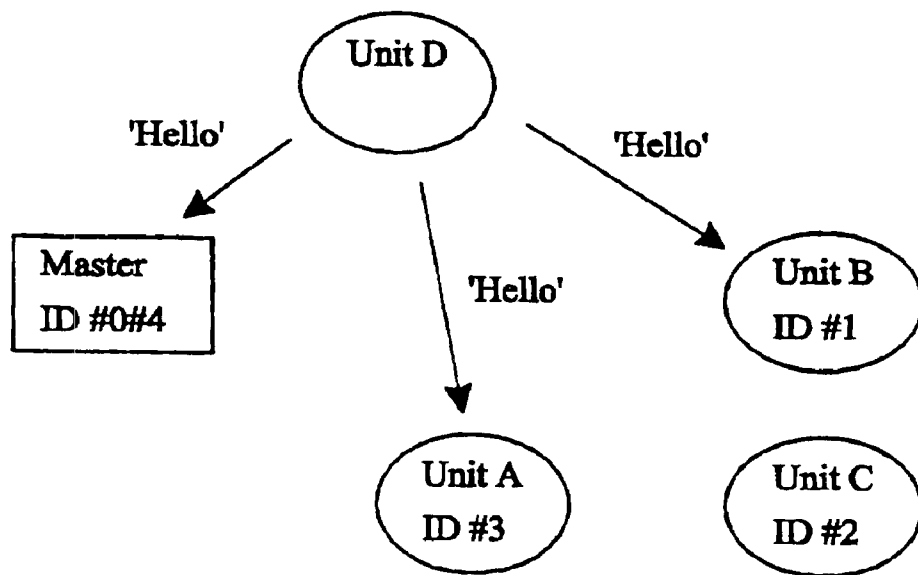 Unit D
'Hello'
'Hello'
Master
ID #0#4
'Hello'
Unit B
ID #1
Unit A
ID #3
Unit C
ID #2